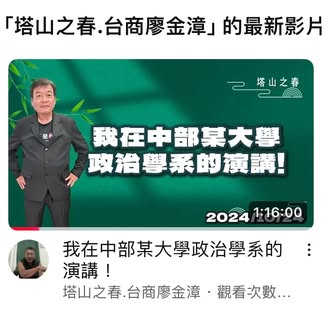 「塔山之春.台商廖金漳」的最新影片
塔山之春
我在中部某大學
政治學系的演講!
2024/10/24
1:16:00
我在中部某大學政治學系的
演講！
塔山之春.台商廖金漳・觀看次數...